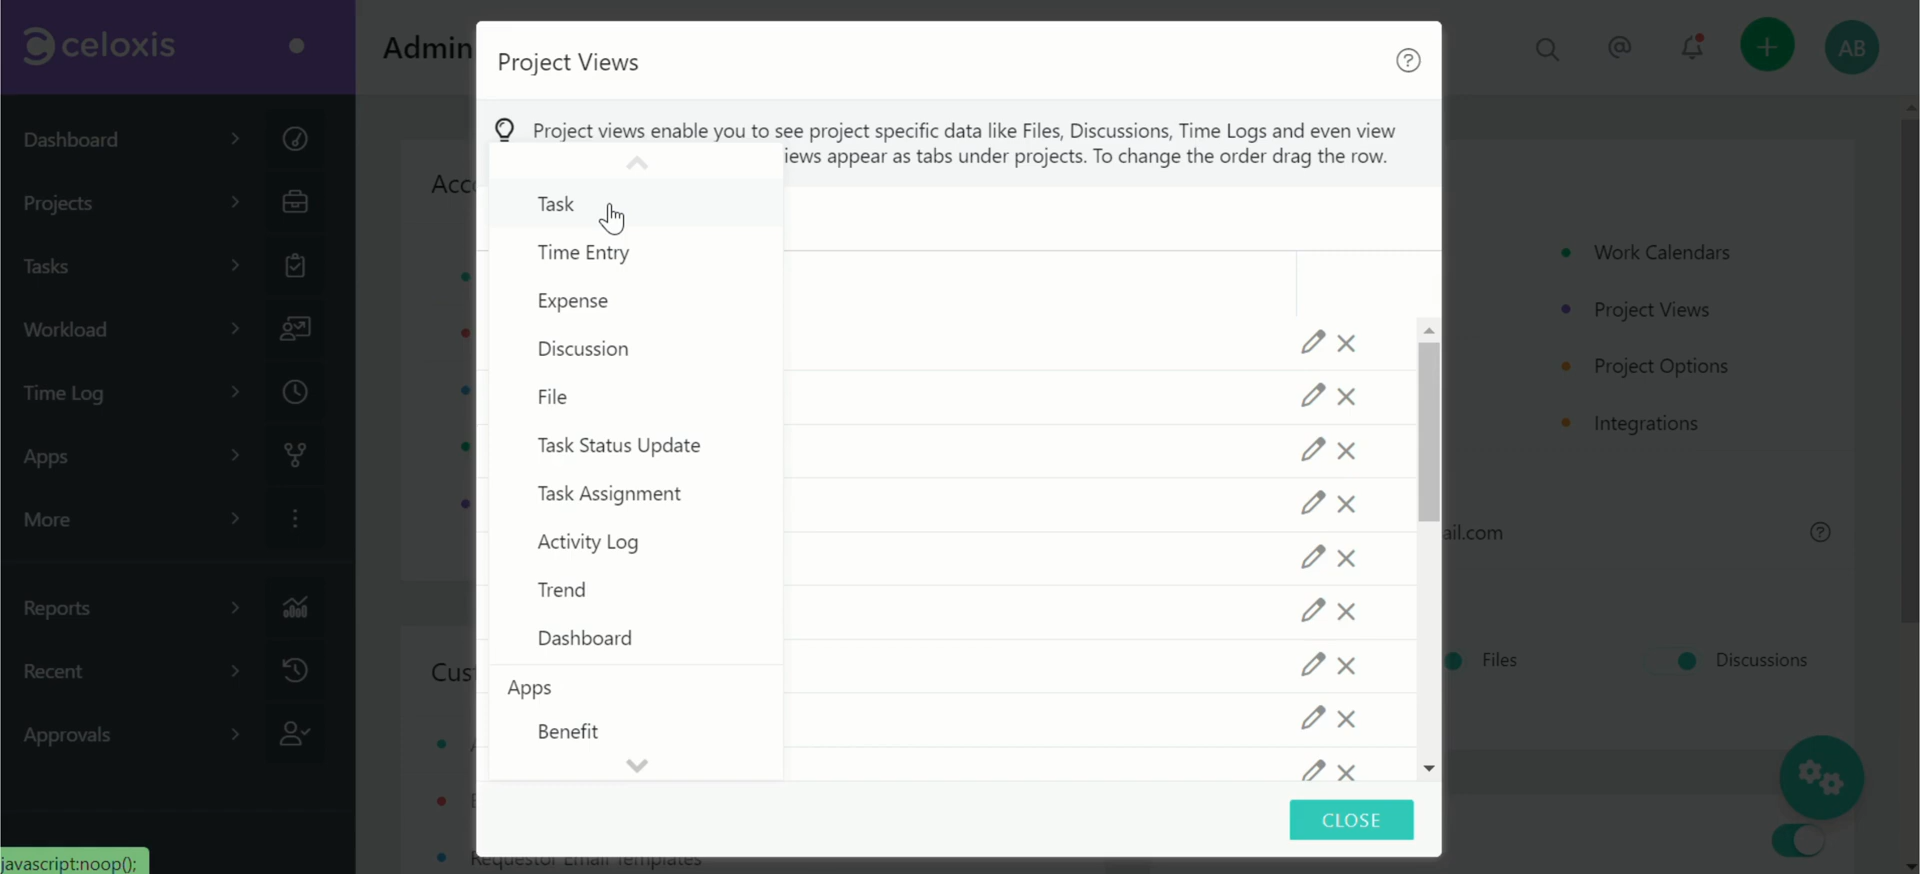 celoxis
Admin
AB
Dashboard
Projects
Tasks
Workload
Time Log
Apps
More
Reports
Recent
Approvals
javascript:noop();
Project Views
Project views enable you to see project specific data like Files, Discussions, Time Logs and even view
iews appear as tabs under projects. To change the order drag the row.
Task
Time Entry
Expense
Discussion
File
Task Status Update
Task Assignment
Activity Log
Trend
Dashboard
Apps
Benefit
CLOSE
Acc
Cus
Requestor Email Templates
Work Calendars
Project Views
Project Options
Integrations
ail.com
Files
Discussions